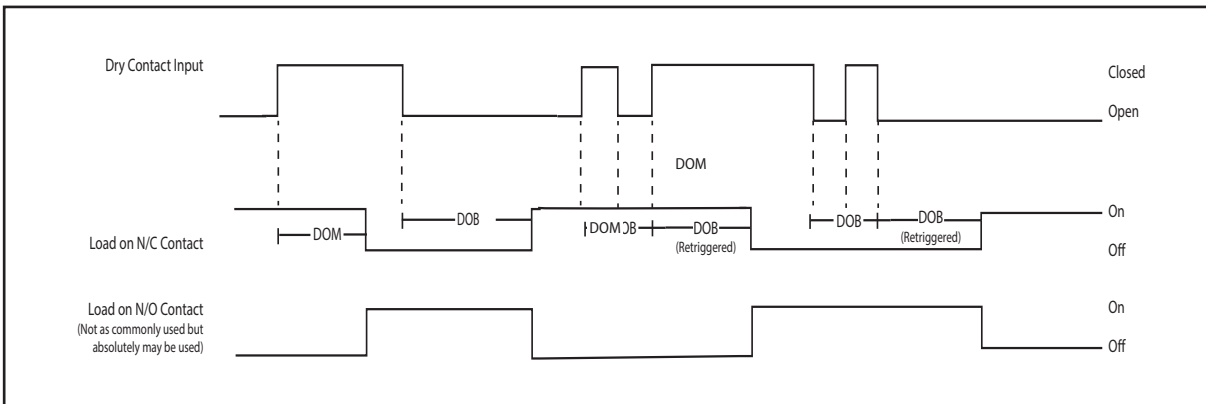 Dry Contact Input
Closed
Open
DOM
DOM
DOB
DOM
OB
DOB
(Retriggered)
DOB
DOB
(Retriggered)
On
Load on N/C Contact
Off
Load on N/O Contact
(Not as commonly used but
absolutely may be used)
On
Off